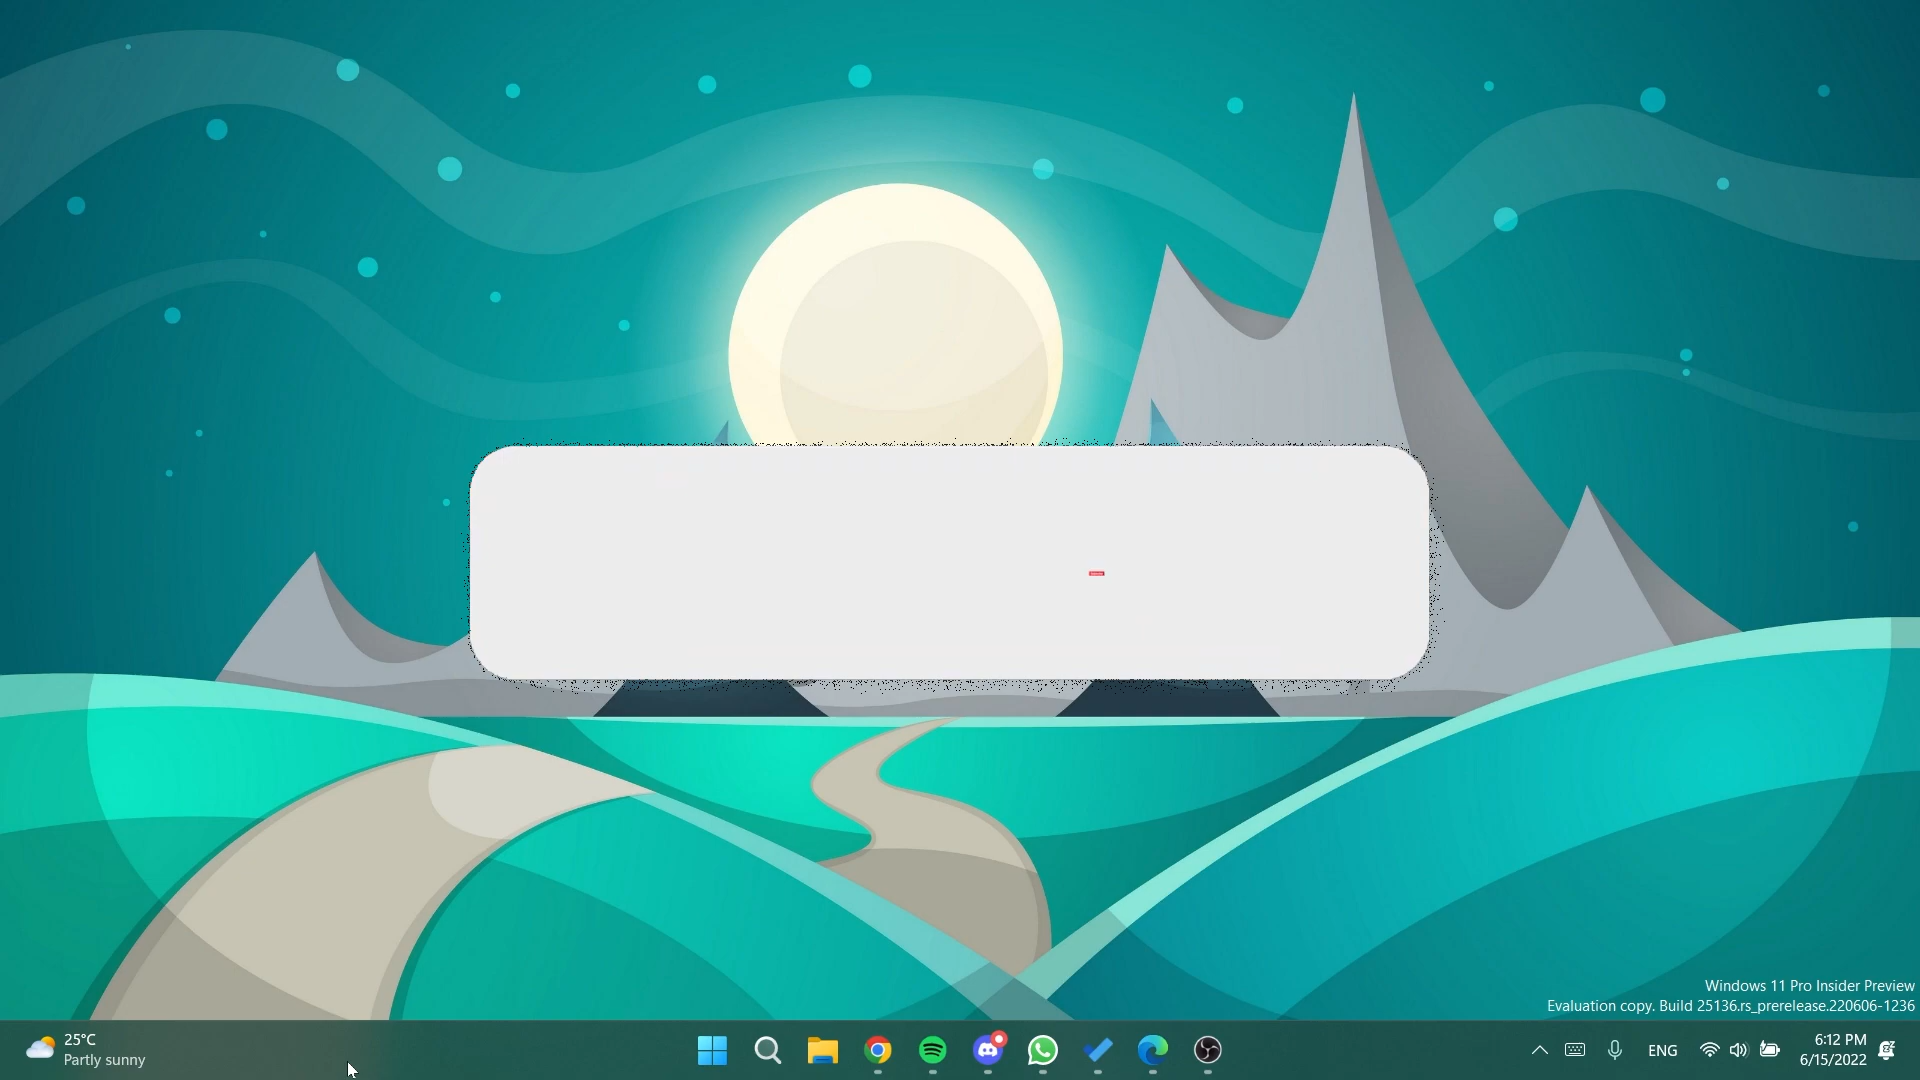 Windows 11 Pro Insider Preview
Evaluation copy. Build 25136.rs_prerelease.220606-1236
25°C
Partly sunny
ENG
6:12 PM
6/15/2022